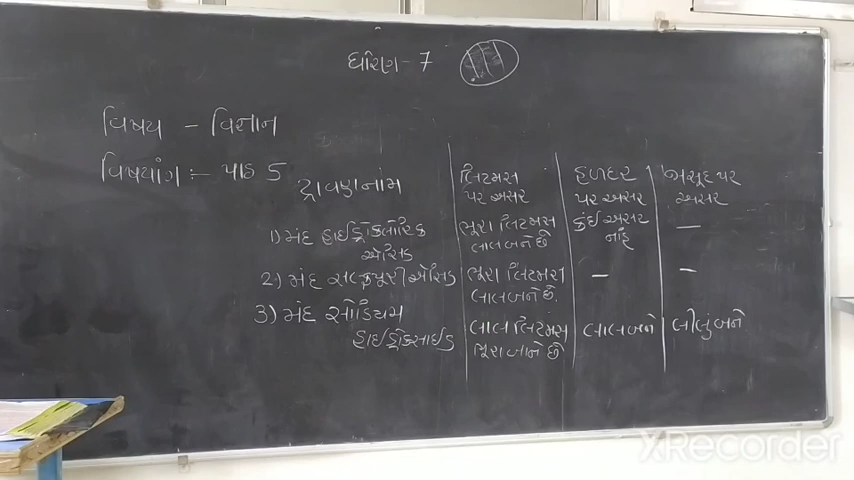 ધોરણ - 7
વિષય - વિજ્ઞાન
વિષયાંગ :- પાઠ 5
દ્રાવણનામ
લિટમસ
પર અસર
હળદર
પર અસર
જાસૂદ પર
અસર
1) મંદ હાઈડ્રોક્લોરિક
એસિડ
ભૂરા લિટમસ
લાલ બને છે
કંઈ અસર
નહિ
—
2) મંદ સલ્ફ્યૂરીએસિડ
ભૂરા લિટમસ
લાલ બને છે.
—
—
3) મંદ સોડિયમ
હાઈડ્રોક્સાઈડ
લાલ લિટમસ
ભૂરા બાને છે
લાલ બને
લીલું બને
XRecorder